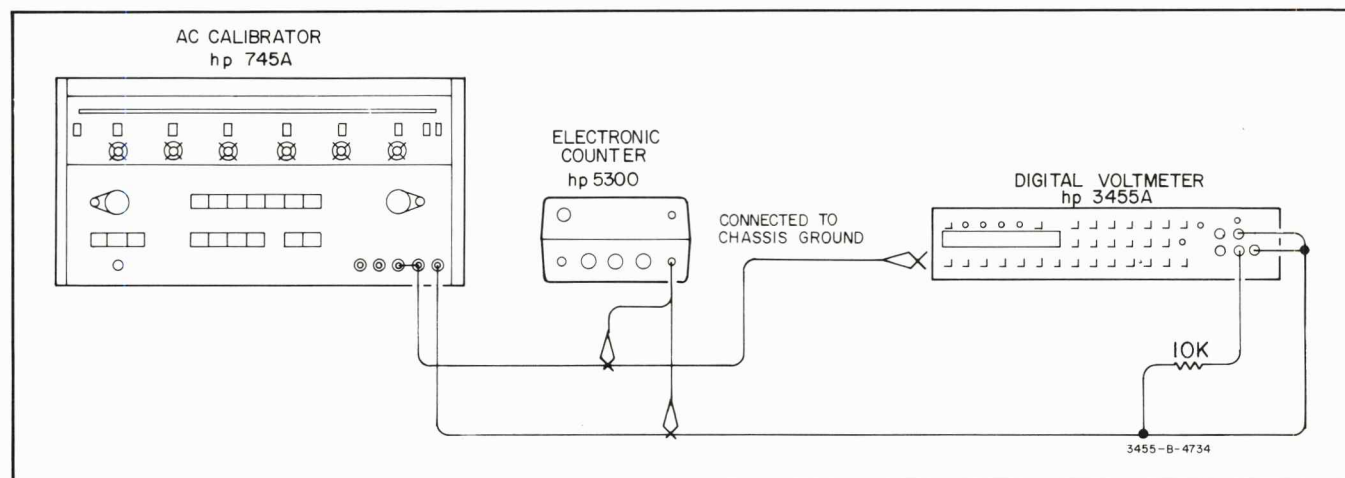 AC CALIBRATOR
hp 745A
ELECTRONIC
COUNTER
hp 5300
CONNECTED TO
CHASSIS GROUND
DIGITAL VOLTMETER
hp 3455A
10K
3455-B-4734